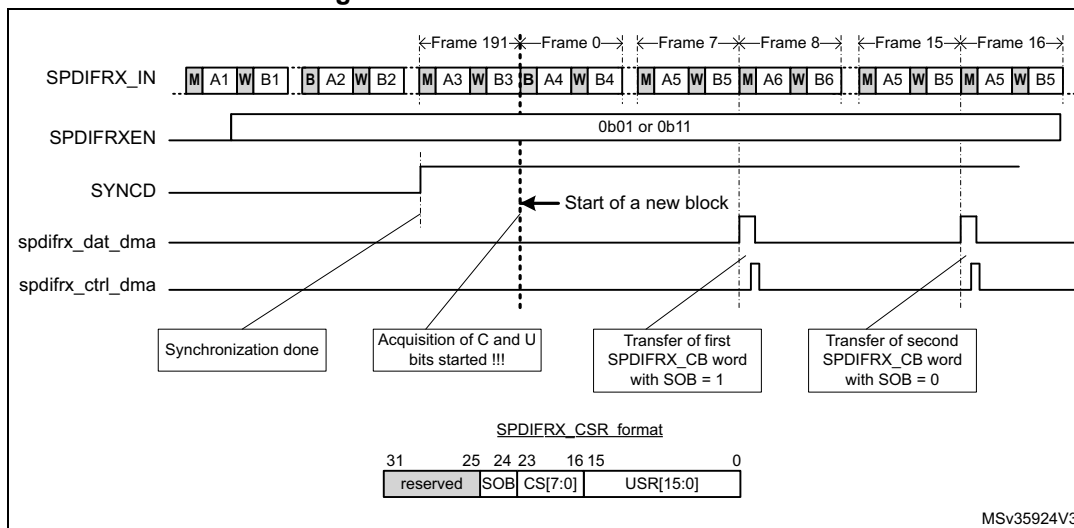 Frame 191 Frame 0 Frame 7 Frame 8 Frame 15 Frame 16
SPDIFRX_IN M A1 W B1 B A2 W B2 M A3 W B3 B A4 W B4 M A5 W B5 M A6 W B6 M A5 W B5 M A5 W B5
SPDIFRXEN 0b01 or 0b11
SYNCD
Start of a new block
spdifrx_dat_dma
spdifrx_ctrl_dma
Synchronization done
Acquisition of C and U
bits started !!!
Transfer of first
SPDIFRX_CB word
with SOB = 1
Transfer of second
SPDIFRX_CB word
with SOB = 0
SPDIFRX_CSR format
31 25 24 23 16 15 0
reserved SOB CS[7:0] USR[15:0]
MSv35924V3